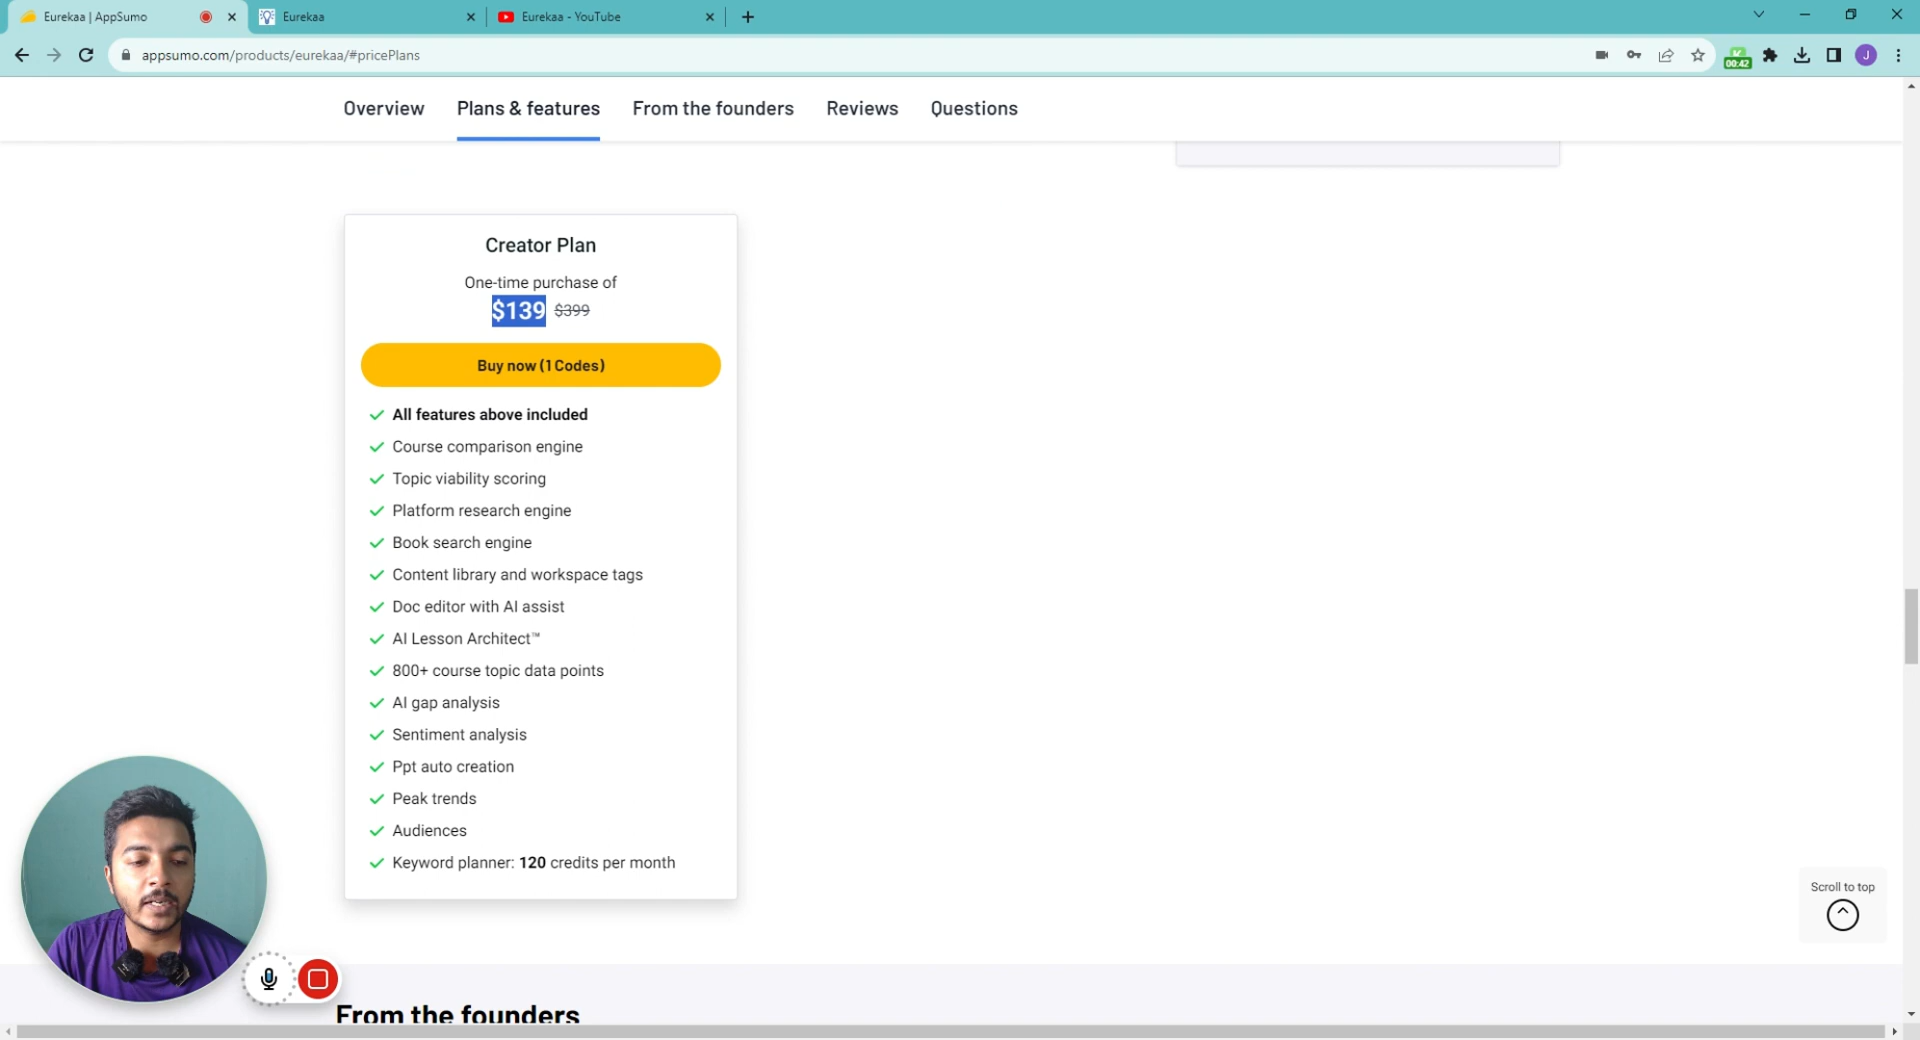 Eurekaa | AppSumo
Eurekaa
Eurekaa - YouTube
appsumo.com/products/eurekaa/#pricePlans
00:42
J
Overview
Plans & features
From the founders
Reviews
Questions
Creator Plan
One-time purchase of
$139 $399
Buy now (1 Codes)
All features above included
Course comparison engine
Topic viability scoring
Platform research engine
Book search engine
Content library and workspace tags
Doc editor with AI assist
AI Lesson Architect™
800+ course topic data points
AI gap analysis
Sentiment analysis
Ppt auto creation
Peak trends
Audiences
Keyword planner: 120 credits per month
Scroll to top
From the founders